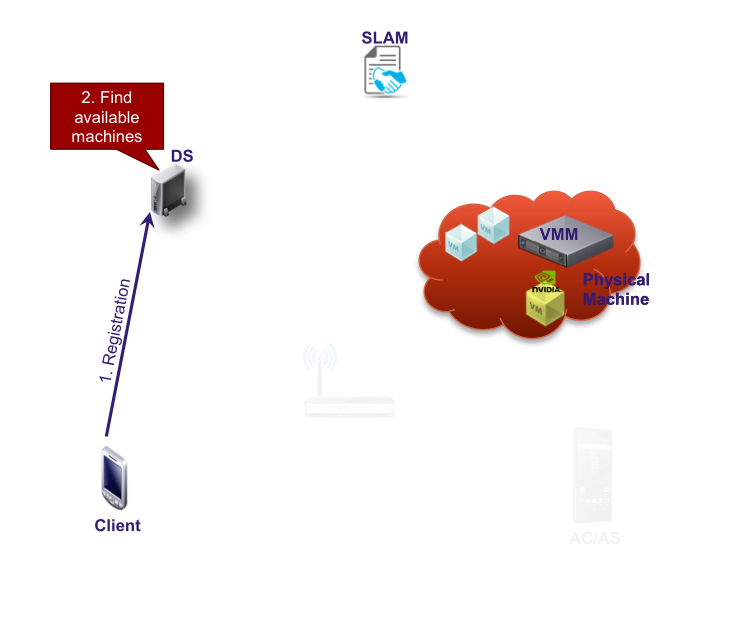 SLAM
2. Find
available
machines
DS
VMM
VM
VM
Physical
Machine
NVIDIA
VM
1. Registration
Client
AC/AS